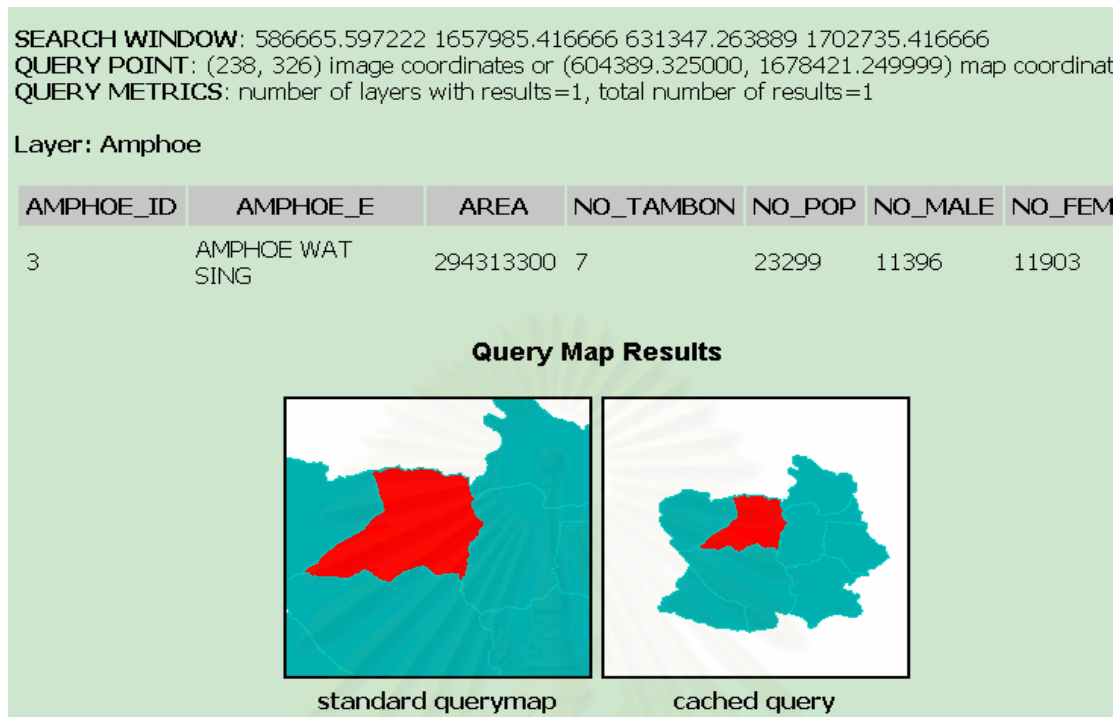 SEARCH WINDOW: 586665.597222 1657985.416666 631347.263889 1702735.416666
QUERY POINT: (238, 326) image coordinates or (604389.325000, 1678421.249999) map coordinat
QUERY METRICS: number of layers with results=1, total number of results=1
Layer: Amphoe
AMPHOE_ID AMPHOE_E AREA NO_TAMBON NO_POP NO_MALE NO_FEM
3 AMPHOE WAT SING 294313300 7 23299 11396 11903
Query Map Results
standard querymap cached query